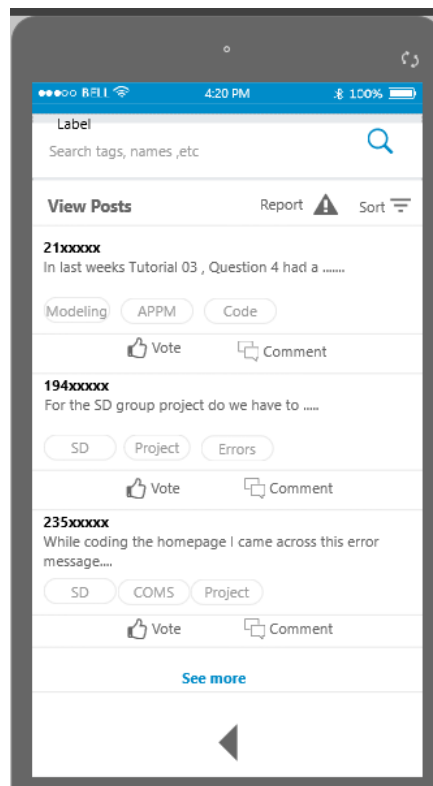 BELL 4:20 PM 100%
Label
Search tags, names ,etc
View Posts Report Sort
21xxxxx
In last weeks Tutorial 03 , Question 4 had a .......
Modeling APPM Code
Vote Comment
194xxxxx
For the SD group project do we have to .....
SD Project Errors
Vote Comment
235xxxxx
While coding the homepage I came across this error
message....
SD COMS Project
Vote Comment
See more